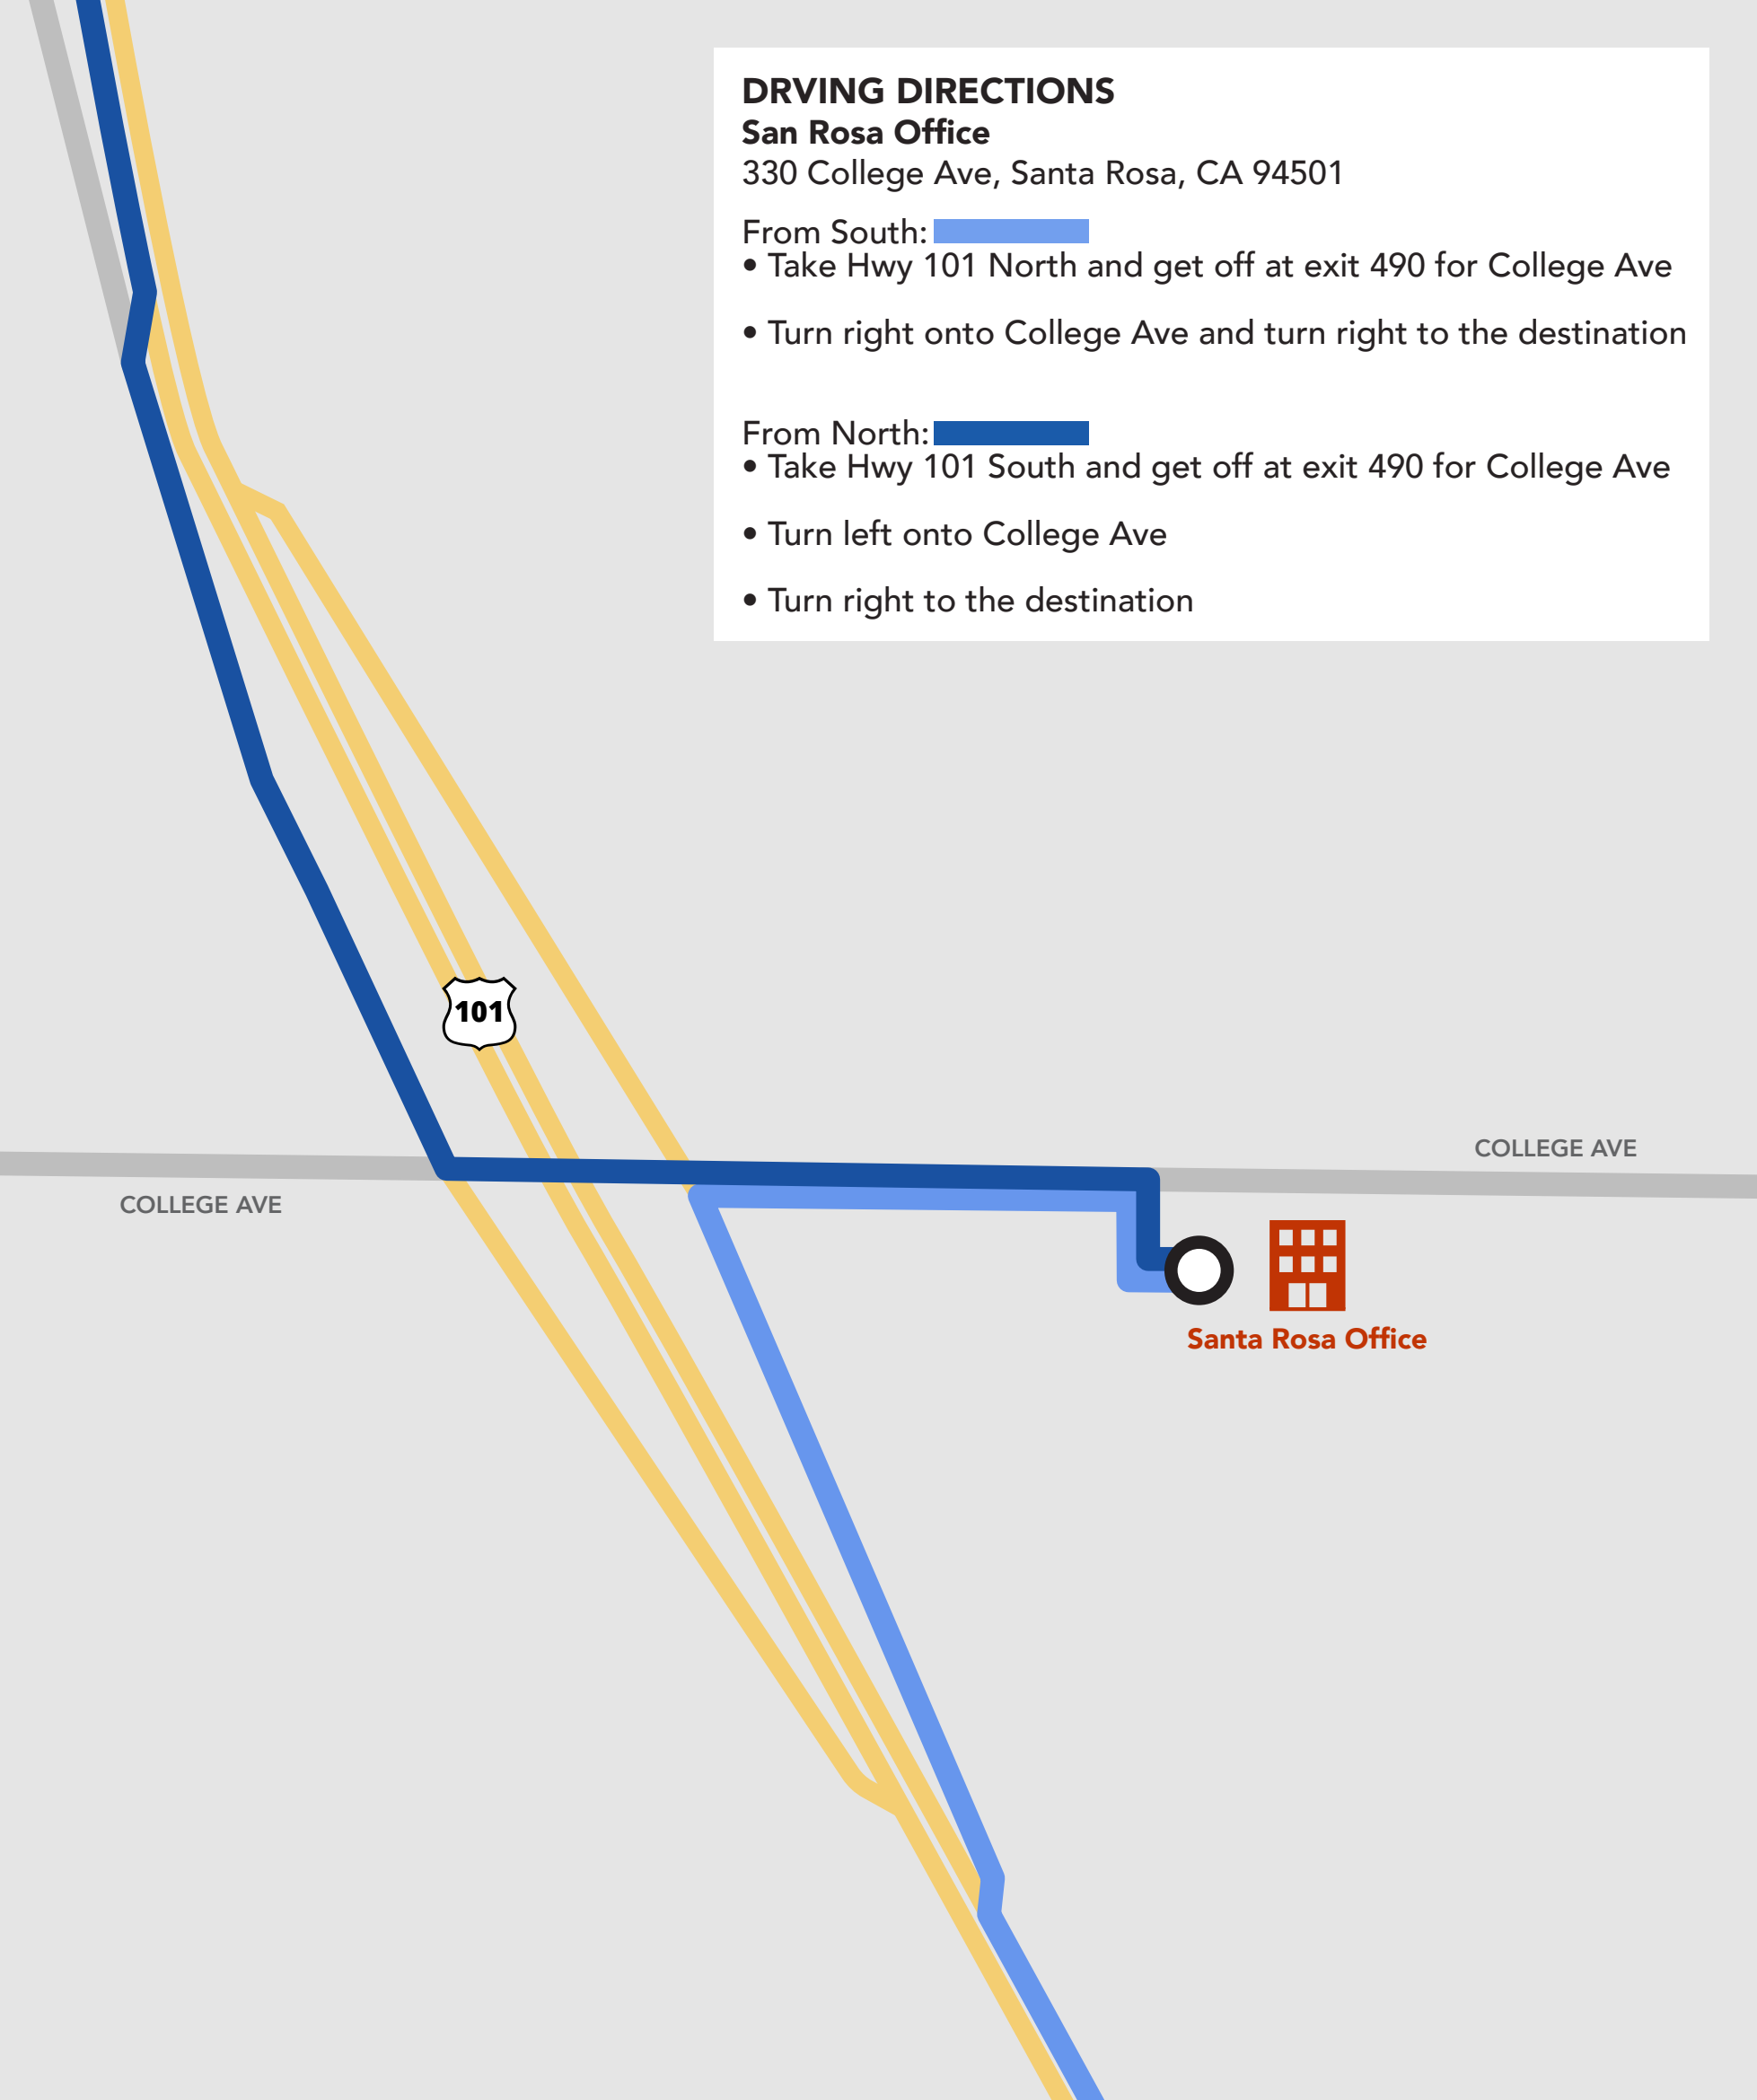 DRVING DIRECTIONS
San Rosa Office
330 College Ave, Santa Rosa, CA 94501
From South:
• Take Hwy 101 North and get off at exit 490 for College Ave
• Turn right onto College Ave and turn right to the destination
From North:
• Take Hwy 101 South and get off at exit 490 for College Ave
• Turn left onto College Ave
• Turn right to the destination
101
COLLEGE AVE
COLLEGE AVE
Santa Rosa Office